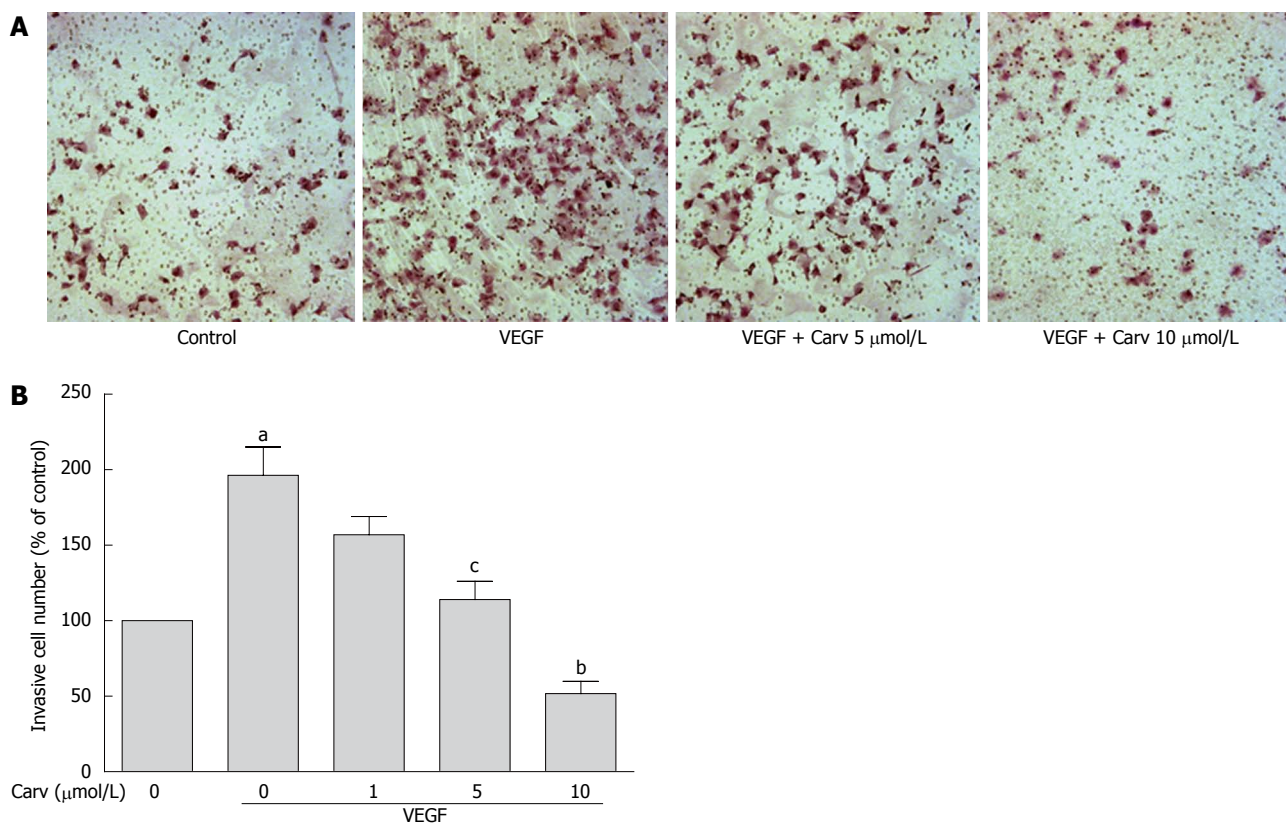 A
Control
VEGF
VEGF + Carv 5 μmol/L
VEGF + Carv 10 μmol/L
B
Invasive cell number (% of control)
250
200
150
100
50
0
a
c
b
Carv (μmol/L) 0 0 1 5 10
VEGF